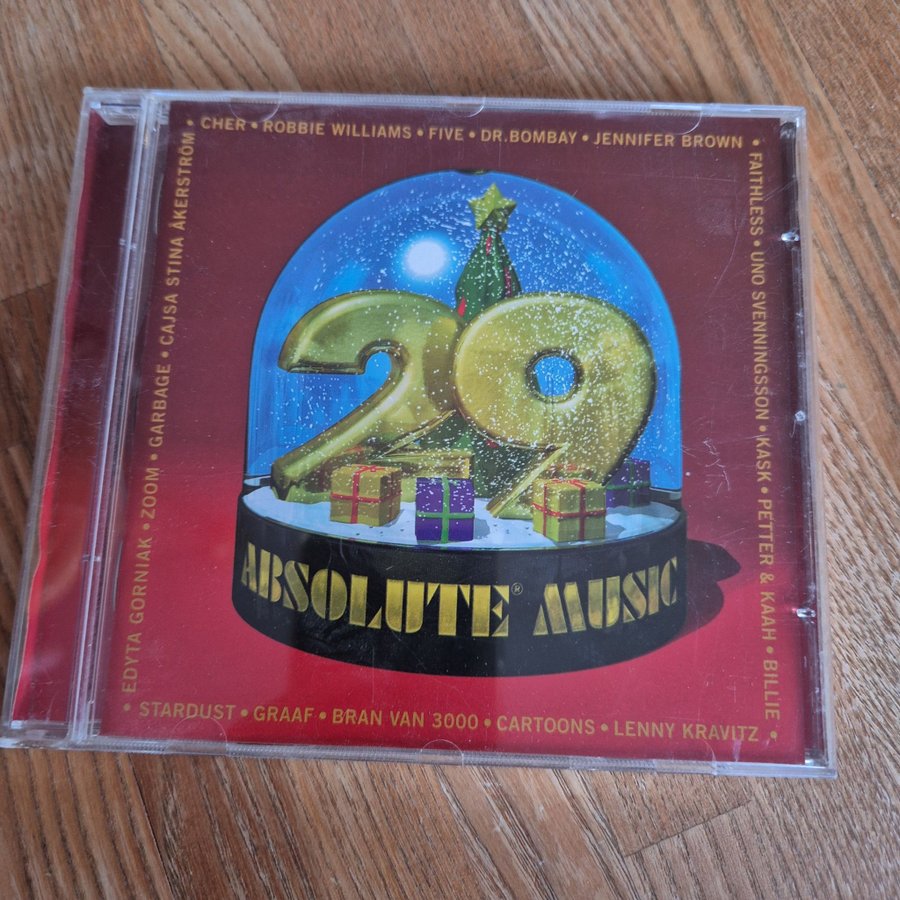 • CHER • ROBBIE WILLIAMS • FIVE • DR.BOMBAY • JENNIFER BROWN •
FAITHLESS • UNO SVENNINGSSON • KASK • PETTER & KAAH • BILLIE
• STARDUST • GRAAF • BRAN VAN 3000 • CARTOONS • LENNY KRAVITZ •
EDYTA GORNIAK • ZOOM • GARBAGE • CAJSA STINA ÅKERSTRÖM
29
ABSOLUTE® MUSIC